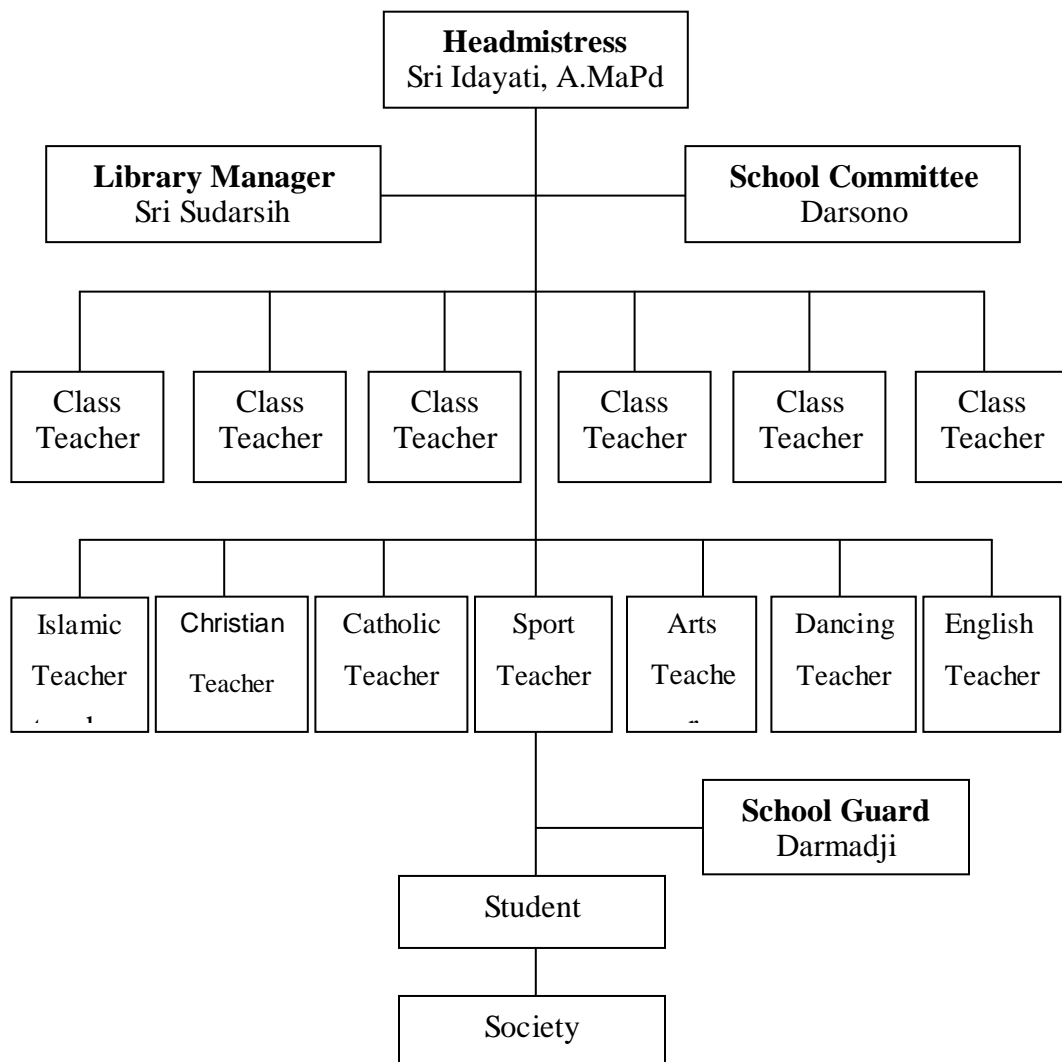 Headmistress
Sri Idayati, A.MaPd
Library Manager
Sri Sudarsih
School Committee
Darsono
Class
Teacher
Class
Teacher
Class
Teacher
Class
Teacher
Class
Teacher
Class
Teacher
Islamic
Teacher
Christian
Teacher
Catholic
Teacher
Sport
Teacher
Arts
Teache
r
Dancing
Teacher
English
Teacher
School Guard
Darmadji
Student
Society